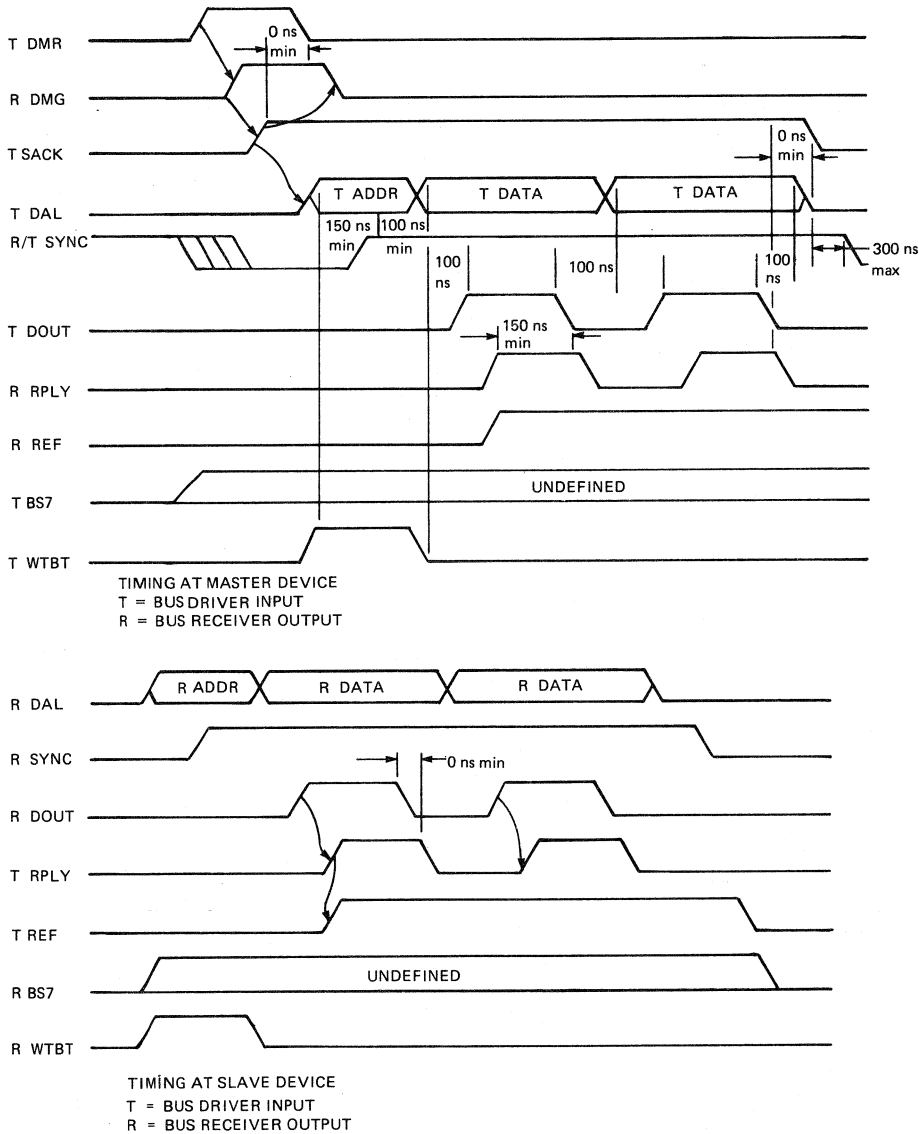 T DMR
0 ns
min
R DMG
T SACK
0 ns
min
T DAL
T ADDR
T DATA
T DATA
R/T SYNC
150 ns
min
100 ns
min
300 ns
max
100
ns
100 ns
100
ns
T DOUT
150 ns
min
R RPLY
R REF
T BS7
UNDEFINED
T WTBT
TIMING AT MASTER DEVICE
T = BUS DRIVER INPUT
R = BUS RECEIVER OUTPUT
R DAL
R ADDR
R DATA
R DATA
R SYNC
0 ns min
R DOUT
T RPLY
T REF
R BS7
UNDEFINED
R WTBT
TIMING AT SLAVE DEVICE
T = BUS DRIVER INPUT
R = BUS RECEIVER OUTPUT